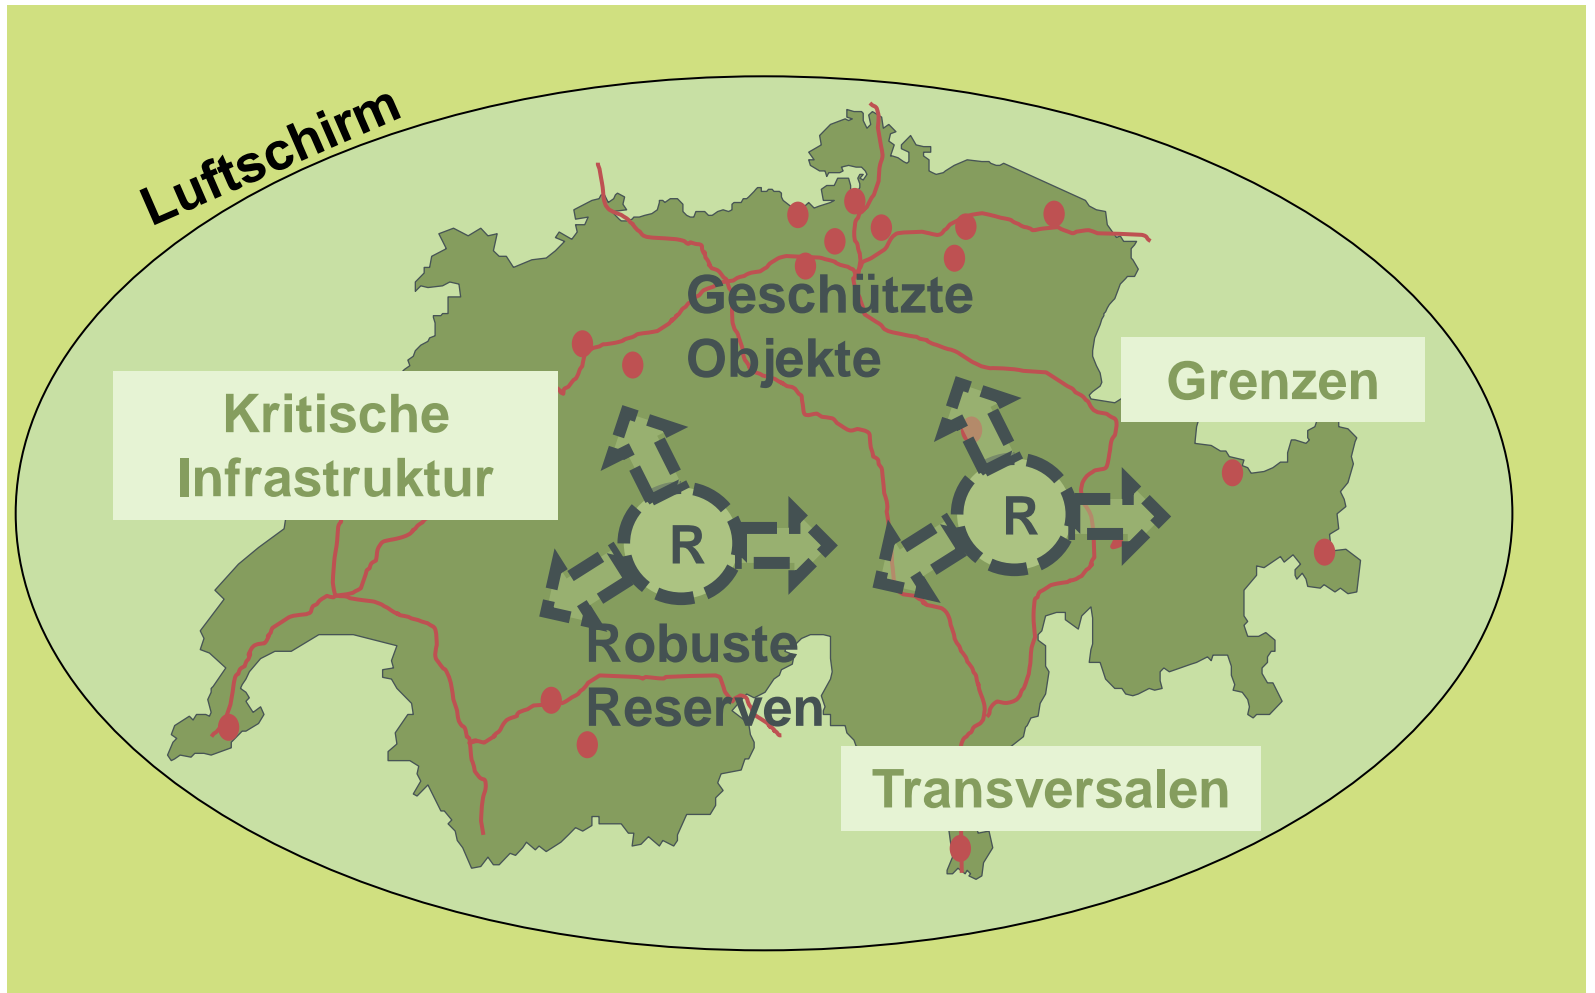 Luftschirm
Geschützte
Objekte
Grenzen
Kritische
Infrastruktur
R
R
Robuste
Reserven
Transversalen